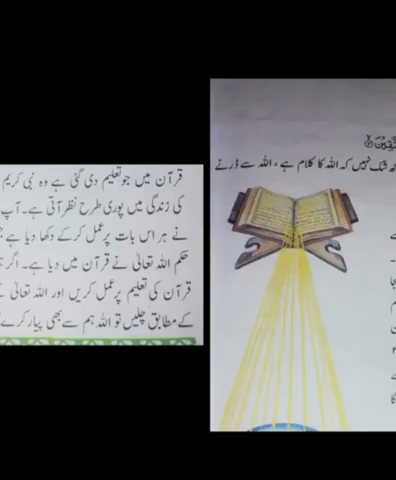 قرآن میں جو تعلیم دی گئی ہے وہ نبی کریم
کی زندگی میں پوری طرح نظر آتی ہے۔ آپ
نے ہر اس بات پر عمل کرکے دکھا دیا ہے
حکم اللہ تعالیٰ نے قرآن میں دیا ہے۔ اگر
قرآن کی تعلیم پر عمل کریں اور اللہ تعالیٰ
کے مطابق چلیں تو اللہ ہم سے بھی پیار کرے
شک نہیں کہ اللہ کا کلام ہے ، اللہ سے ڈرنے